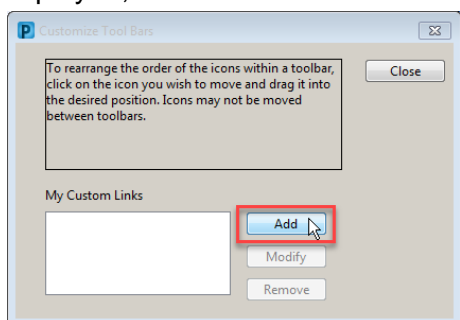 Customize Tool Bars
To rearrange the order of the icons within a toolbar,
click on the icon you wish to move and drag it into
the desired position. Icons may not be moved
between toolbars.
Close
My Custom Links
Add
Modify
Remove